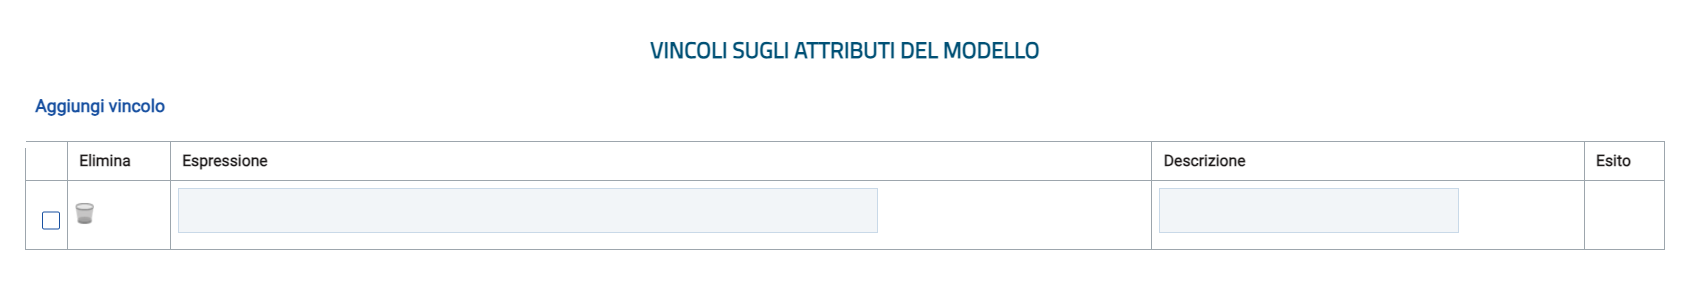 VINCOLI SUGLI ATTRIBUTI DEL MODELLO
Aggiungi vincolo
Elimina Espressione Descrizione Esito